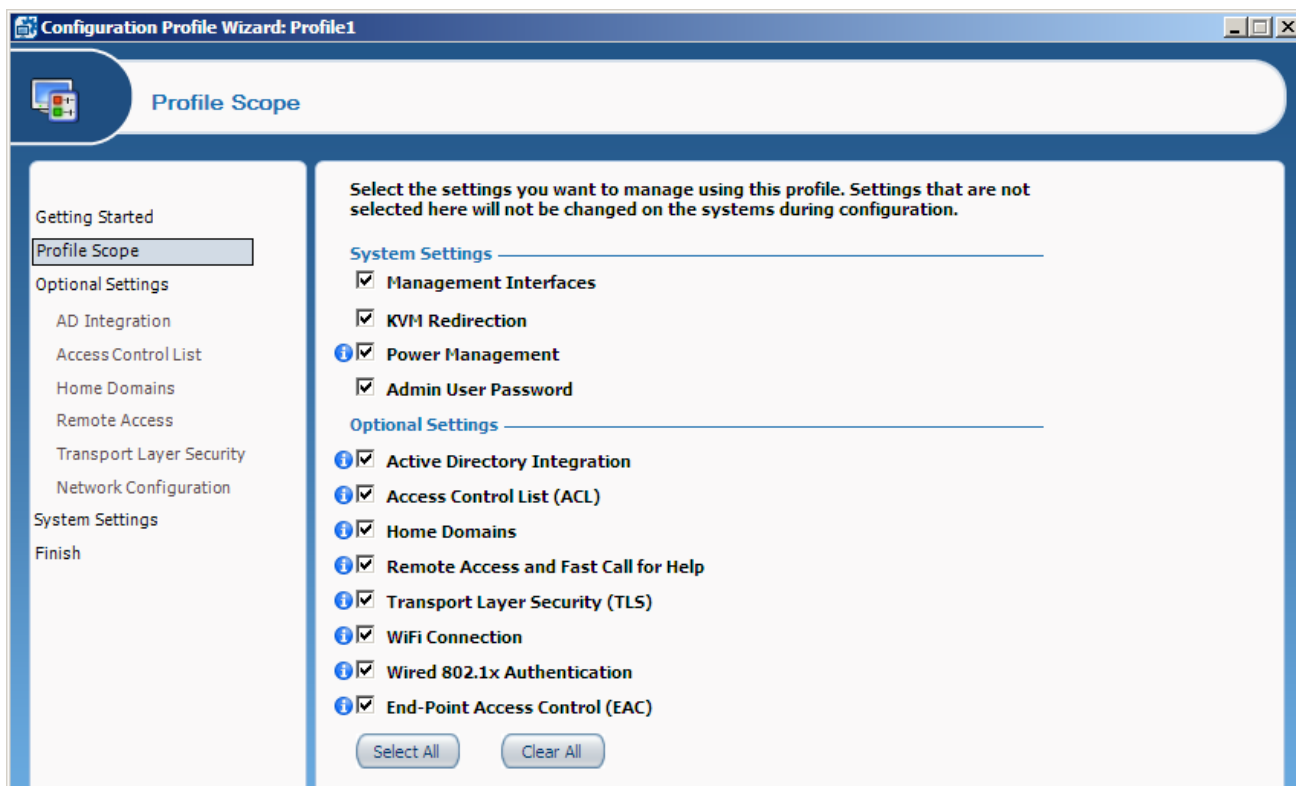 Configuration Profile Wizard: Profile1
Profile Scope
Getting Started
Profile Scope
Optional Settings
AD Integration
Access Control List
Home Domains
Remote Access
Transport Layer Security
Network Configuration
System Settings
Finish
Select the settings you want to manage using this profile. Settings that are not
selected here will not be changed on the systems during configuration.
System Settings
Management Interfaces
KVM Redirection
Power Management
Admin User Password
Optional Settings
Active Directory Integration
Access Control List (ACL)
Home Domains
Remote Access and Fast Call for Help
Transport Layer Security (TLS)
WiFi Connection
Wired 802.1x Authentication
End-Point Access Control (EAC)
Select All
Clear All